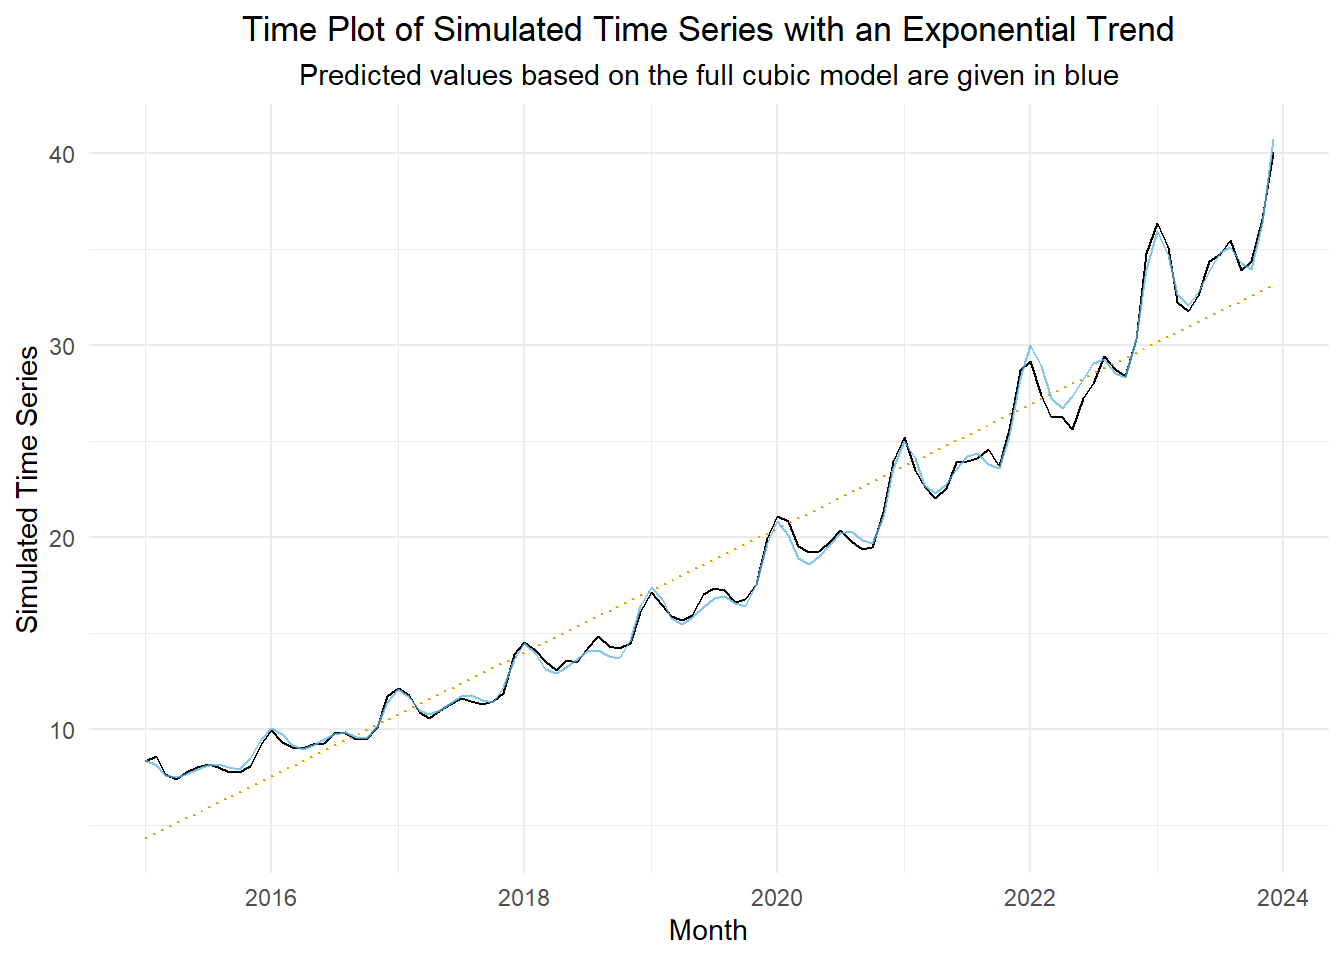 Time Plot of Simulated Time Series with an Exponential Trend
Predicted values based on the full cubic model are given in blue
Simulated Time Series
40
30
20
10
2016
2018
2020
2022
2024
Month